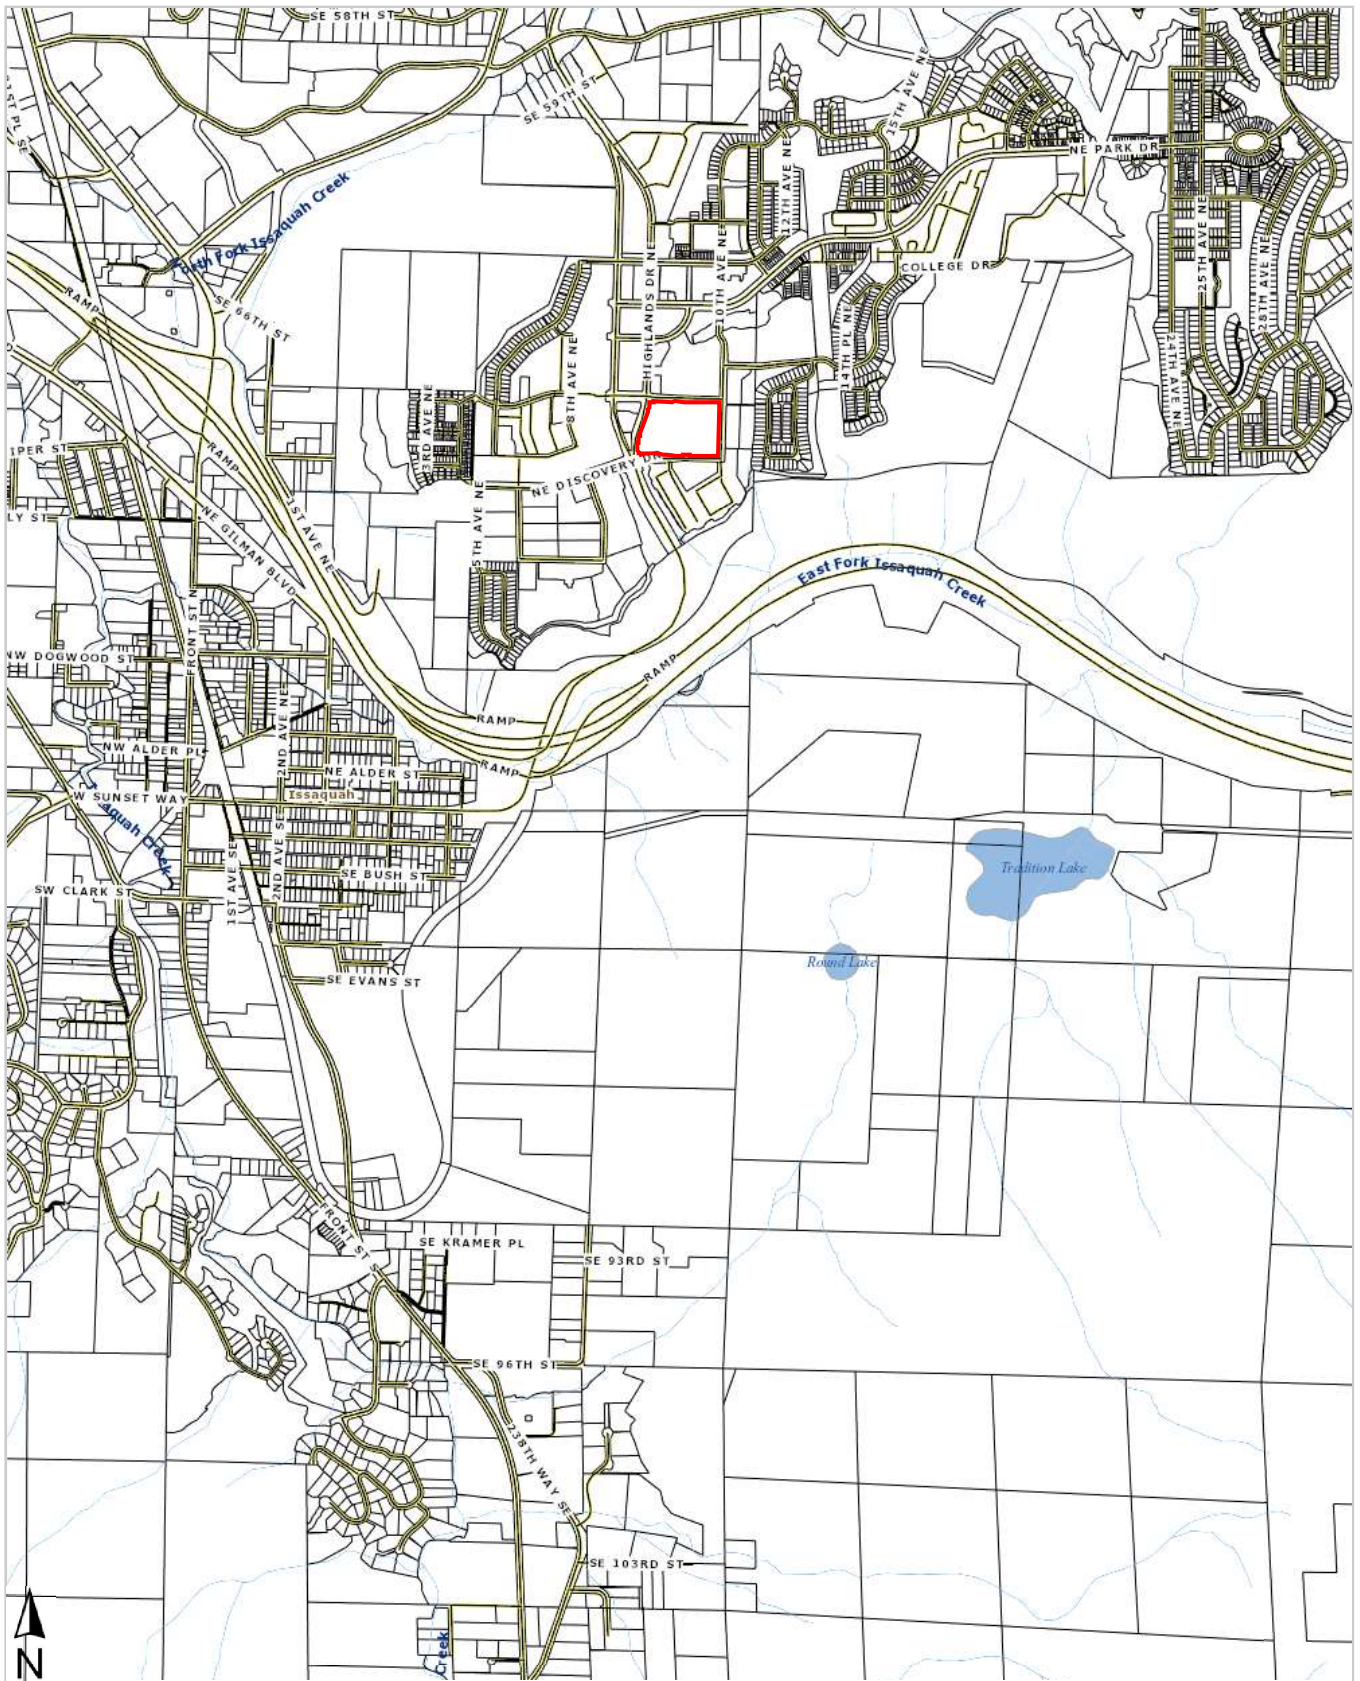 SE 58TH ST
SE 59TH ST
15TH AVE NE
NE PARK DR
12TH AVE NE
North Fork Issaquah Creek
HIGHLANDS DR NE
10TH AVE NE
COLLEGE DR
25TH AVE NE
28TH AVE NE
RAMP
SE 66TH ST
14TH PL NE
24TH AVE NE
8TH AVE NE
3RD AVE NE
RAMP
NE DISCOVERY DR
1ST AVE NE
NE GILMAN BLVD
5TH AVE NE
IPER ST
LY ST
East Fork Issaquah Creek
FRONT ST N
NW DOGWOOD ST
RAMP
2ND AVE NE
RAMP
NW ALDER PL
RAMP
NE ALDER ST
W SUNSET WAY
Issaquah
Issaquah Creek
2ND AVE SE
1ST AVE SE
SE BUSH ST
Tradition Lake
SW CLARK ST
Round Lake
SE EVANS ST
FRONT ST S
SE KRAMER PL
SE 93RD ST
SE 96TH ST
238TH WAY SE
SE 103RD ST
Creek
N